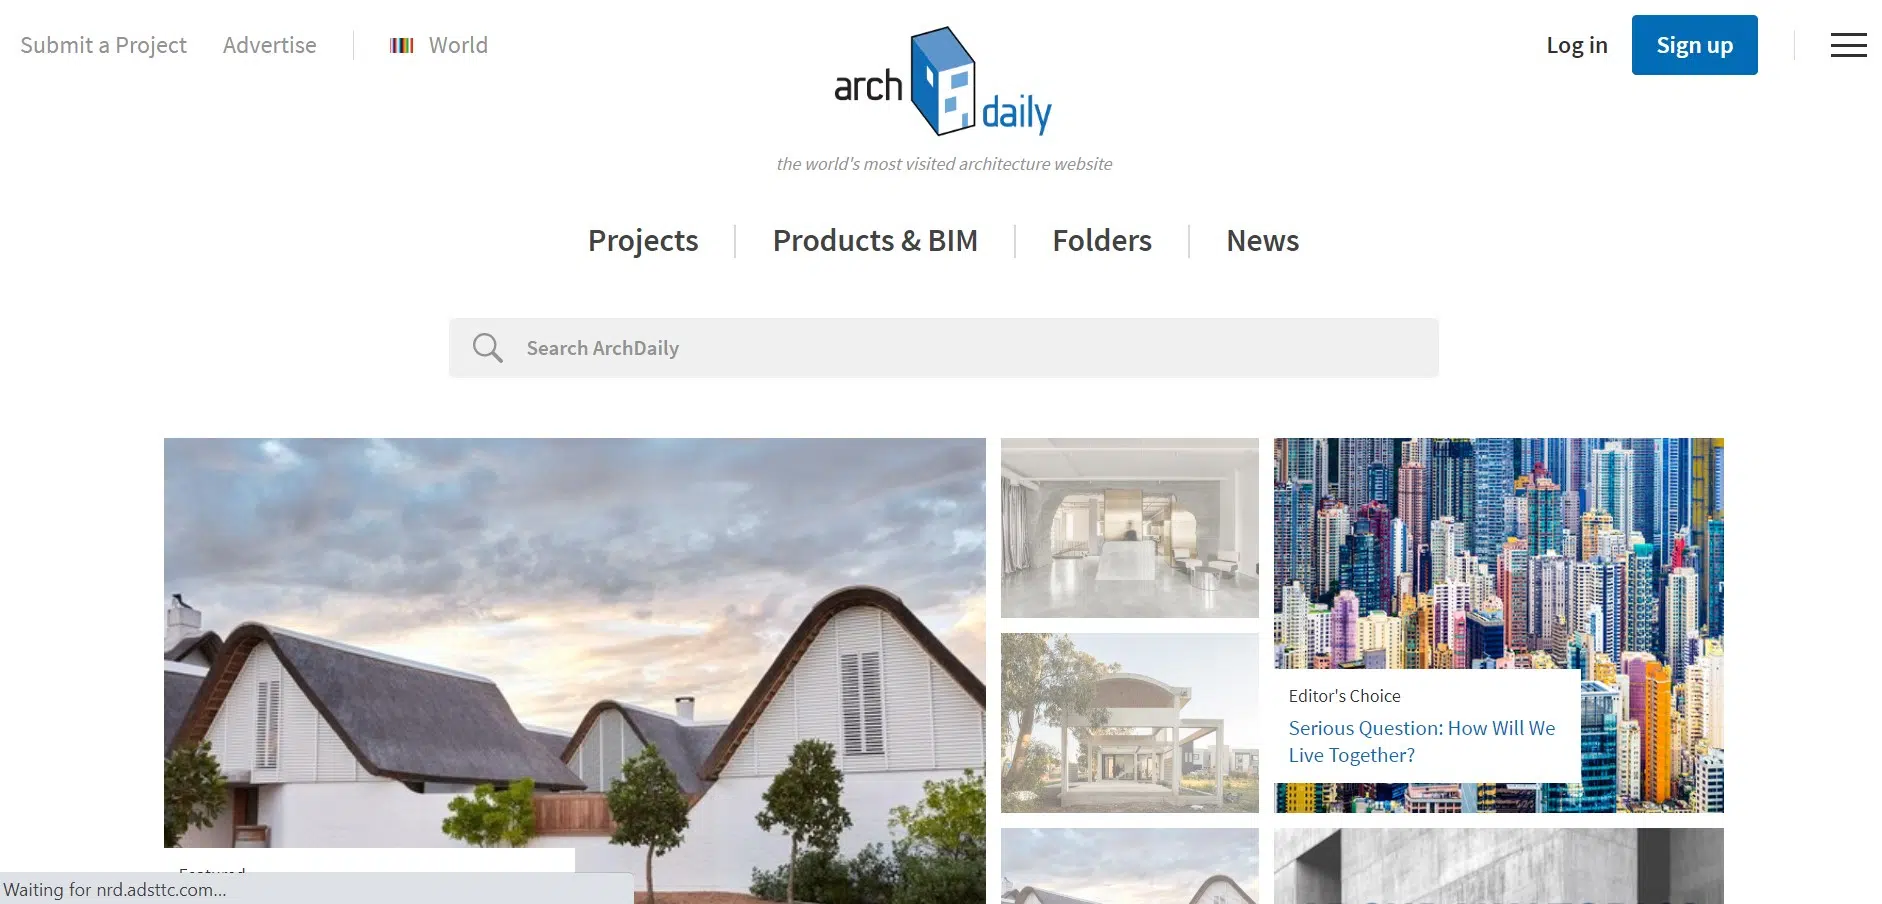 Submit a Project
Advertise
World
arch
daily
Log in
Sign up
the world's most visited architecture website
Projects
Products & BIM
Folders
News
Search ArchDaily
Editor's Choice
Serious Question: How Will We
Live Together?
Featured
Waiting for nrd.adsttc.com...